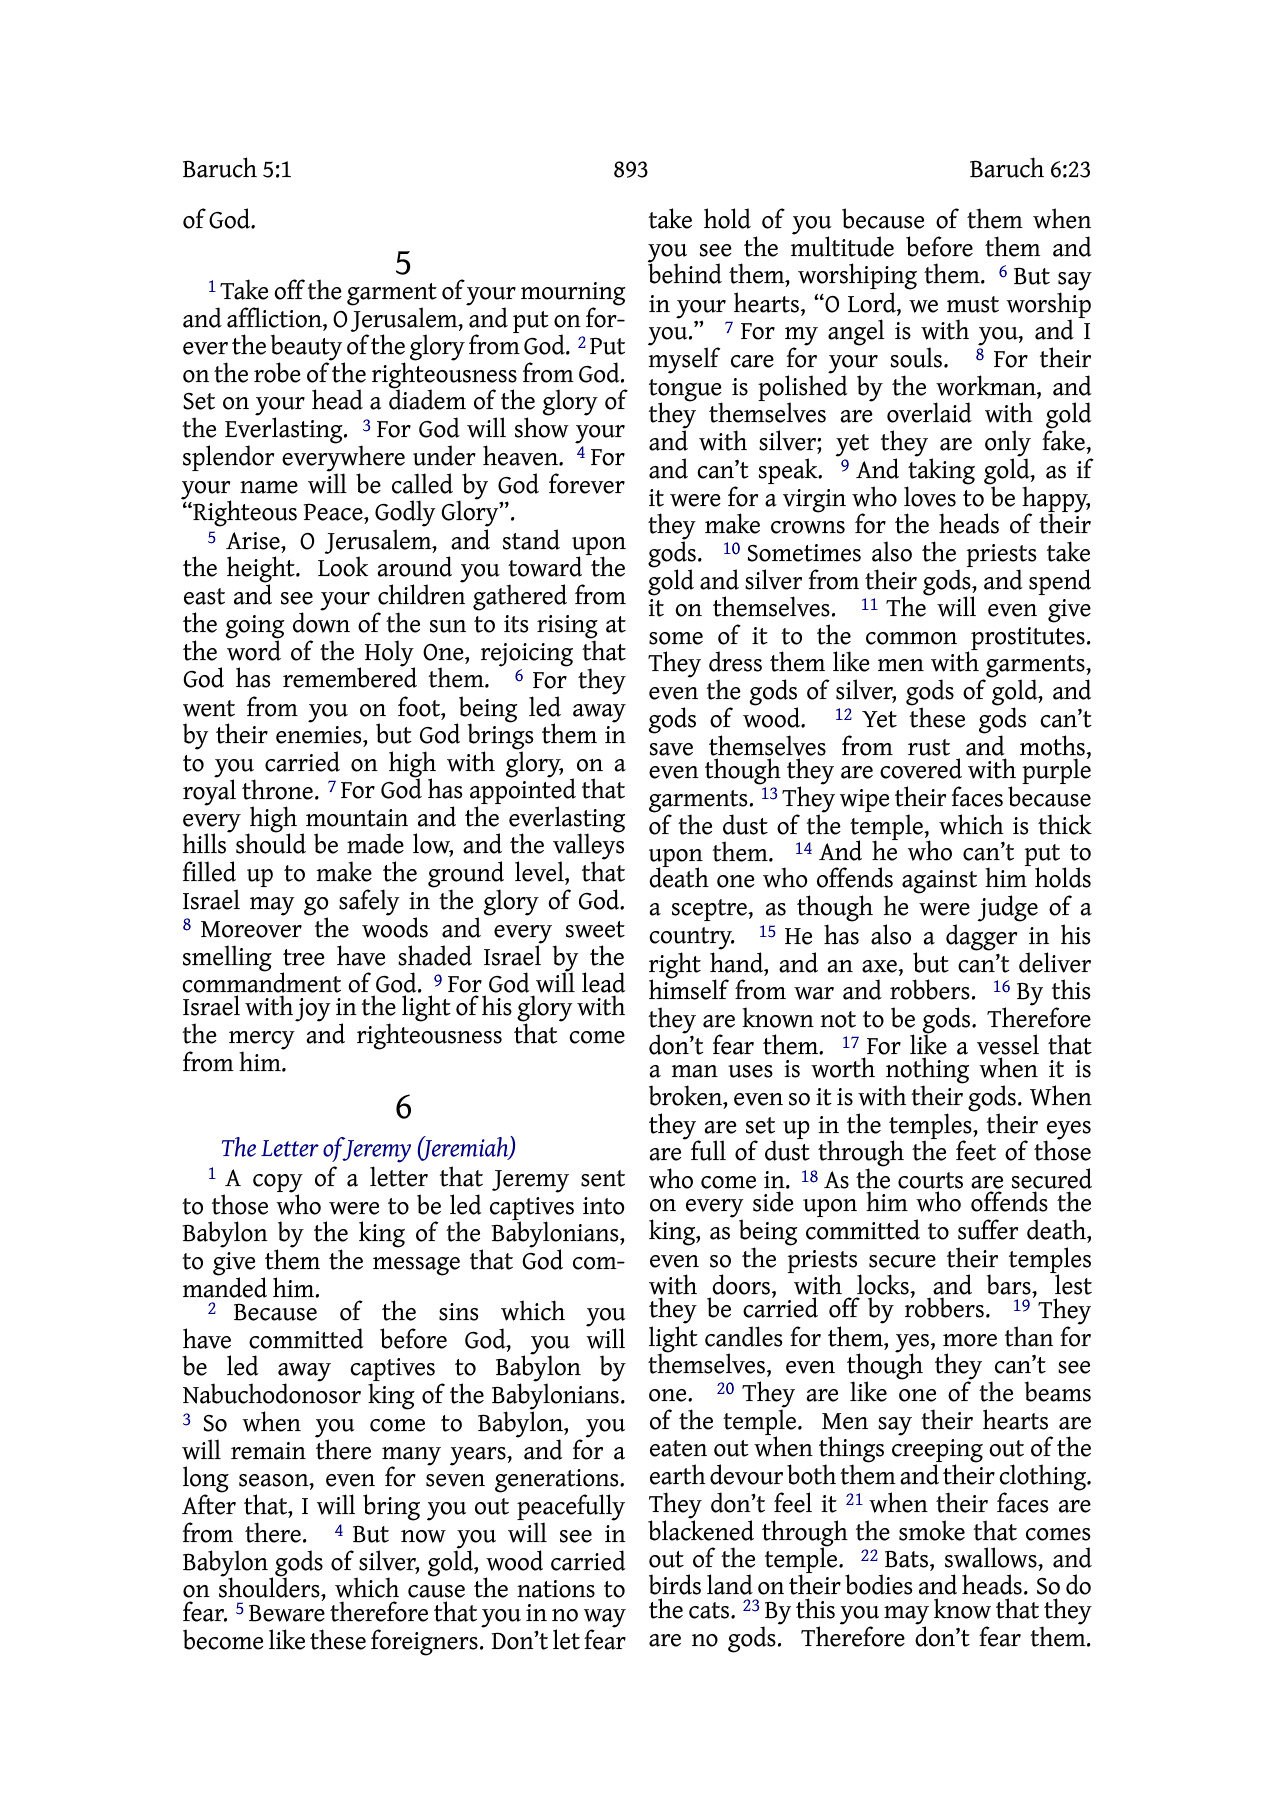 Baruch 5:1 893 Baruch 6:23
of God.
5
1 Take off the garment of your mourning
and affliction, O Jerusalem, and put on for-
ever the beauty of the glory from God. 2 Put
on the robe of the righteousness from God.
Set on your head a diadem of the glory of
the Everlasting. 3 For God will show your
splendor everywhere under heaven. 4 For
your name will be called by God forever
“Righteous Peace, Godly Glory”.
5 Arise, O Jerusalem, and stand upon
the height. Look around you toward the
east and see your children gathered from
the going down of the sun to its rising at
the word of the Holy One, rejoicing that
God has remembered them. 6 For they
went from you on foot, being led away
by their enemies, but God brings them in
to you carried on high with glory, on a
royal throne. 7 For God has appointed that
every high mountain and the everlasting
hills should be made low, and the valleys
filled up to make the ground level, that
Israel may go safely in the glory of God.
8 Moreover the woods and every sweet
smelling tree have shaded Israel by the
commandment of God. 9 For God will lead
Israel with joy in the light of his glory with
the mercy and righteousness that come
from him.
6
The Letter of Jeremy (Jeremiah)
1 A copy of a letter that Jeremy sent
to those who were to be led captives into
Babylon by the king of the Babylonians,
to give them the message that God com-
manded him.
2 Because of the sins which you
have committed before God, you will
be led away captives to Babylon by
Nabuchodonosor king of the Babylonians.
3 So when you come to Babylon, you
will remain there many years, and for a
long season, even for seven generations.
After that, I will bring you out peacefully
from there. 4 But now you will see in
Babylon gods of silver, gold, wood carried
on shoulders, which cause the nations to
fear. 5 Beware therefore that you in no way
become like these foreigners. Don’t let fear
take hold of you because of them when
you see the multitude before them and
behind them, worshiping them. 6 But say
in your hearts, “O Lord, we must worship
you.” 7 For my angel is with you, and I
myself care for your souls. 8 For their
tongue is polished by the workman, and
they themselves are overlaid with gold
and with silver; yet they are only fake,
and can’t speak. 9 And taking gold, as if
it were for a virgin who loves to be happy,
they make crowns for the heads of their
gods. 10 Sometimes also the priests take
gold and silver from their gods, and spend
it on themselves. 11 The will even give
some of it to the common prostitutes.
They dress them like men with garments,
even the gods of silver, gods of gold, and
gods of wood. 12 Yet these gods can’t
save themselves from rust and moths,
even though they are covered with purple
garments. 13 They wipe their faces because
of the dust of the temple, which is thick
upon them. 14 And he who can’t put to
death one who offends against him holds
a sceptre, as though he were judge of a
country. 15 He has also a dagger in his
right hand, and an axe, but can’t deliver
himself from war and robbers. 16 By this
they are known not to be gods. Therefore
don’t fear them. 17 For like a vessel that
a man uses is worth nothing when it is
broken, even so it is with their gods. When
they are set up in the temples, their eyes
are full of dust through the feet of those
who come in. 18 As the courts are secured
on every side upon him who offends the
king, as being committed to suffer death,
even so the priests secure their temples
with doors, with locks, and bars, lest
they be carried off by robbers. 19 They
light candles for them, yes, more than for
themselves, even though they can’t see
one. 20 They are like one of the beams
of the temple. Men say their hearts are
eaten out when things creeping out of the
earth devour both them and their clothing.
They don’t feel it 21 when their faces are
blackened through the smoke that comes
out of the temple. 22 Bats, swallows, and
birds land on their bodies and heads. So do
the cats. 23 By this you may know that they
are no gods. Therefore don’t fear them.